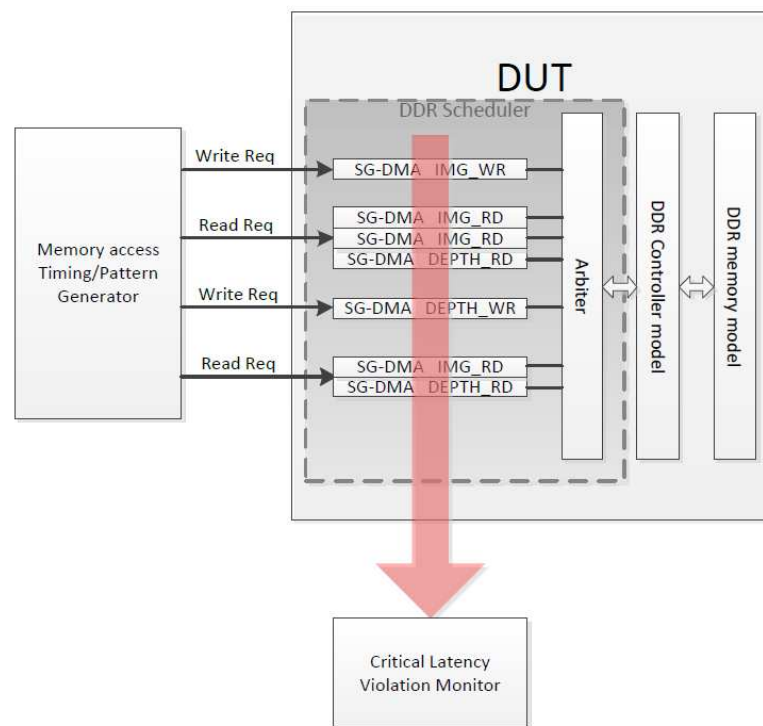 DUT
DDR Scheduler
Write Req
SG-DMA IMG_WR
Read Req
SG-DMA IMG_RD
SG-DMA IMG_RD
SG-DMA DEPTH_RD
Memory access
Timing/Pattern
Generator
Write Req
SG-DMA DEPTH_WR
Read Req
SG-DMA IMG_RD
SG-DMA DEPTH_RD
Arbiter
DDR Controller model
DDR memory model
Critical Latency
Violation Monitor